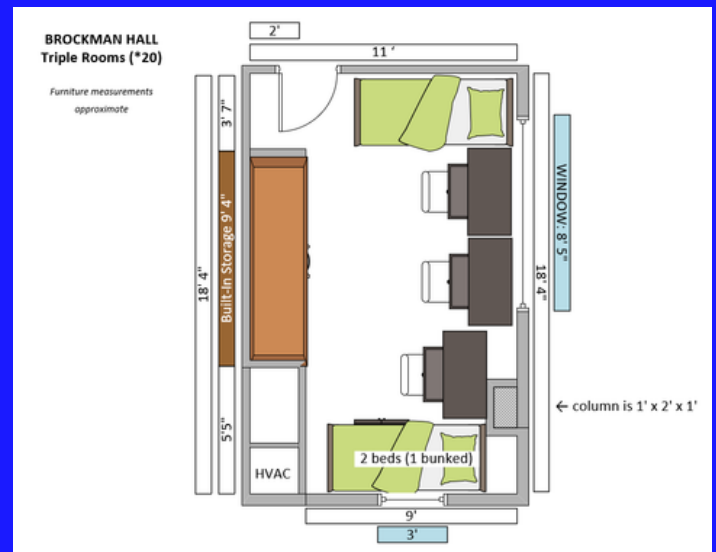 BROCKMAN HALL
Triple Rooms (*20)
Furniture measurements
approximate
2'
11 ‘
3' 7"
18' 4"
Built-In Storage 9' 4"
5'5"
HVAC
WINDOW: 8' 5"
18' 4"
← column is 1' x 2' x 1'
2 beds (1 bunked)
9'
3'